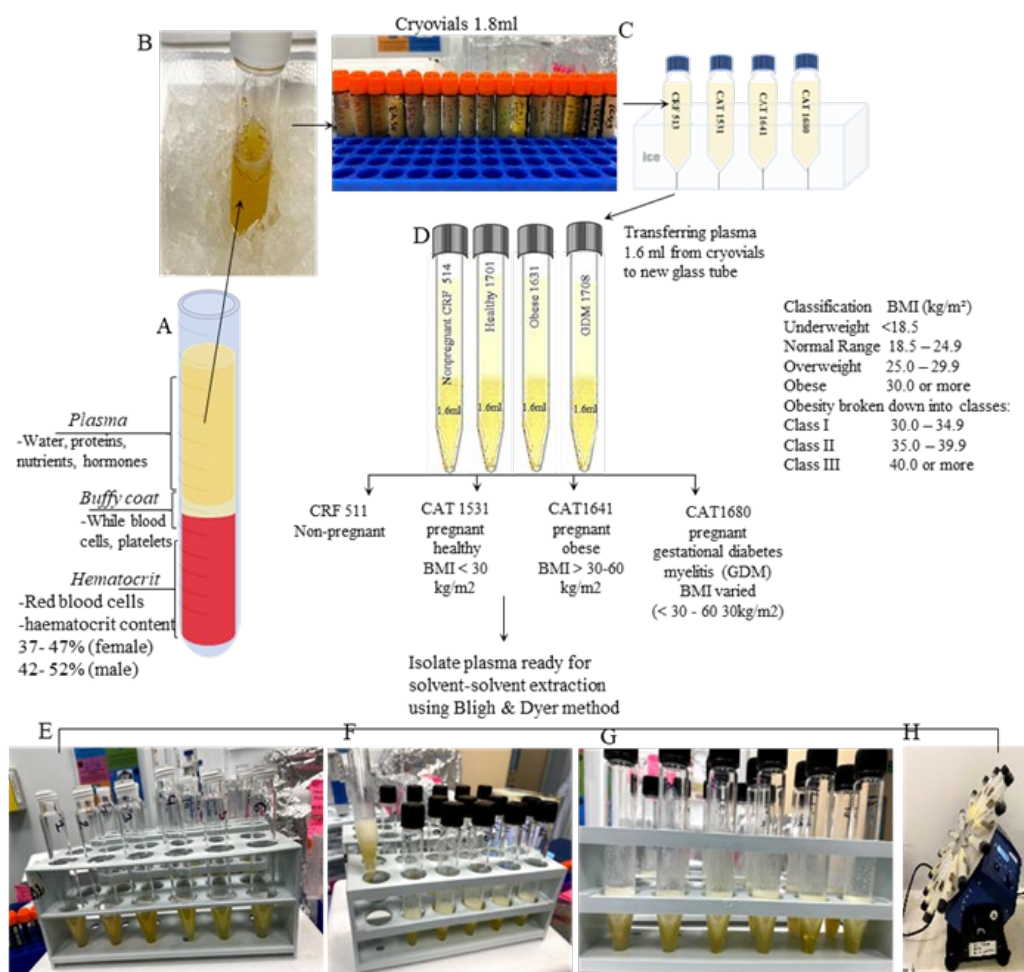 Cryovials 1.8ml
B
C
CRF 513
CAT 1531
CAT 1641
CAT 1680
ice
Transferring plasma
1.6 ml from cryovials
to new glass tube
D
Nonpregnant CRF 514
Healthy 1701
Obese 1631
GDM 1708
1.6ml
1.6ml
1.6ml
1.6ml
A
Plasma
-Water, proteins,
nutrients, hormones
Buffy coat
-While blood
cells, platelets
Hematocrit
-Red blood cells
-haematocrit content
37- 47% (female)
42- 52% (male)
Classification BMI (kg/m²)
Underweight <18.5
Normal Range 18.5 – 24.9
Overweight 25.0 – 29.9
Obese 30.0 or more
Obesity broken down into classes:
Class I 30.0 – 34.9
Class II 35.0 – 39.9
Class III 40.0 or more
CRF 511
Non-pregnant
CAT 1531
pregnant
healthy
BMI < 30
kg/m2
CAT1641
pregnant
obese
BMI > 30-60
kg/m2
CAT1680
pregnant
gestational diabetes
myelitis (GDM)
BMI varied
(< 30 - 60 30kg/m2)
Isolate plasma ready for
solvent-solvent extraction
using Bligh & Dyer method
E
F
G
H